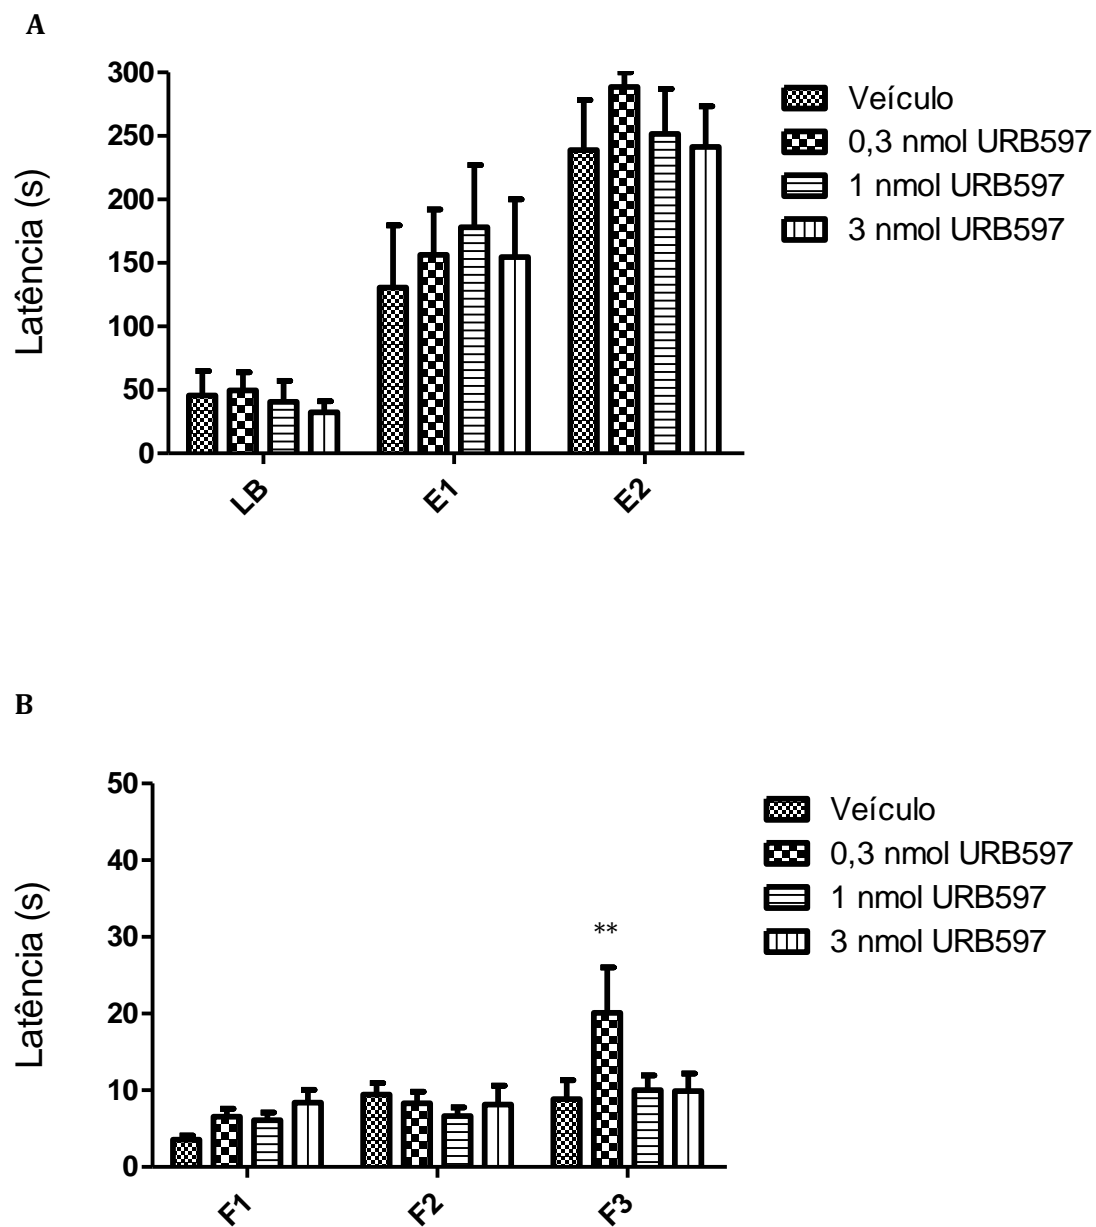 A
Latência (s)
300
250
200
150
100
50
0
LB
E1
E2
Veículo
0,3 nmol URB597
1 nmol URB597
3 nmol URB597
B
Latência (s)
50
40
30
20
10
0
**
F1
F2
F3
Veículo
0,3 nmol URB597
1 nmol URB597
3 nmol URB597